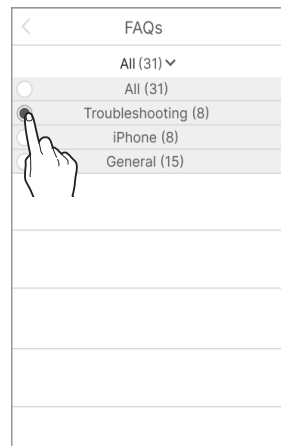 FAQs
All (31)
All (31)
Troubleshooting (8)
iPhone (8)
General (15)